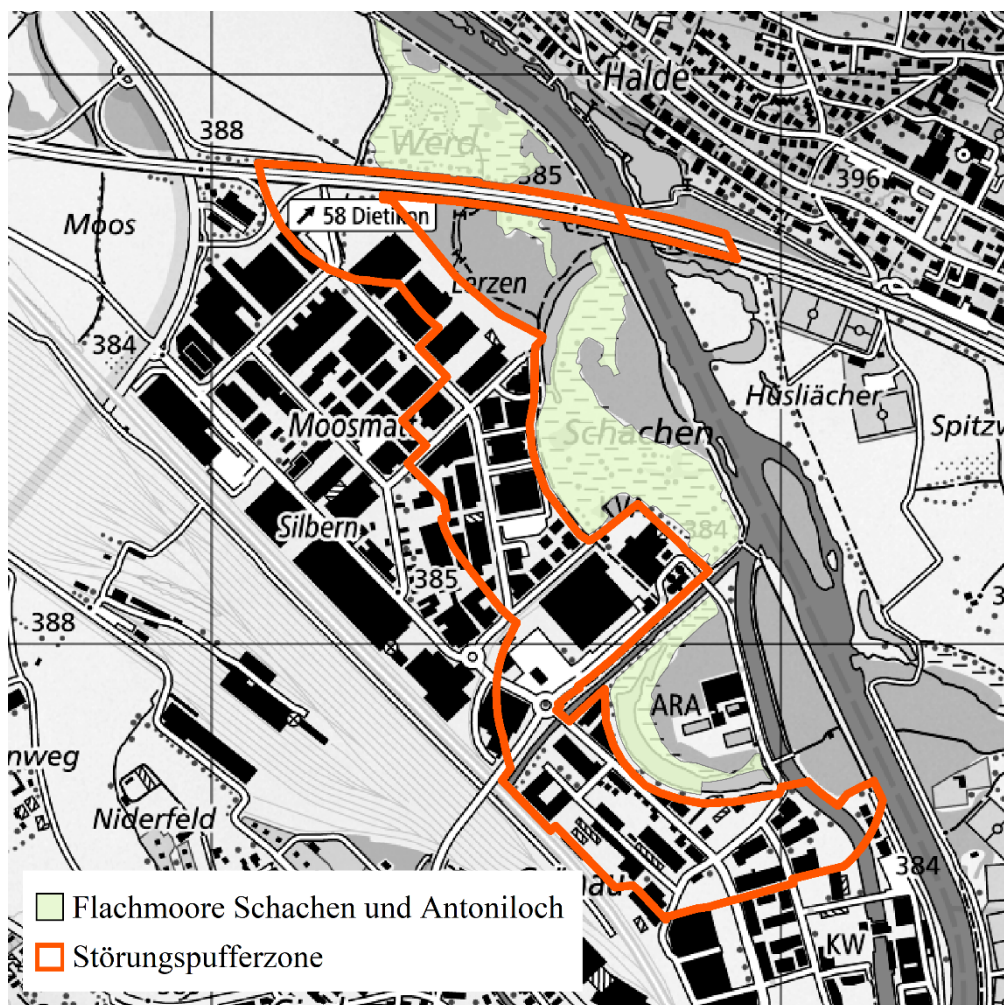 Halde
Werd
388
385
396
58 Dietikon
Moos
Lorzen
384
Hüsliächer
Moosmatt
Schachen
Spitzw
Silbern
384
385
388
ARA
nweg
Niderfeld
384
KW
Flachmoore Schachen und Antoniloch
Störungspufferzone